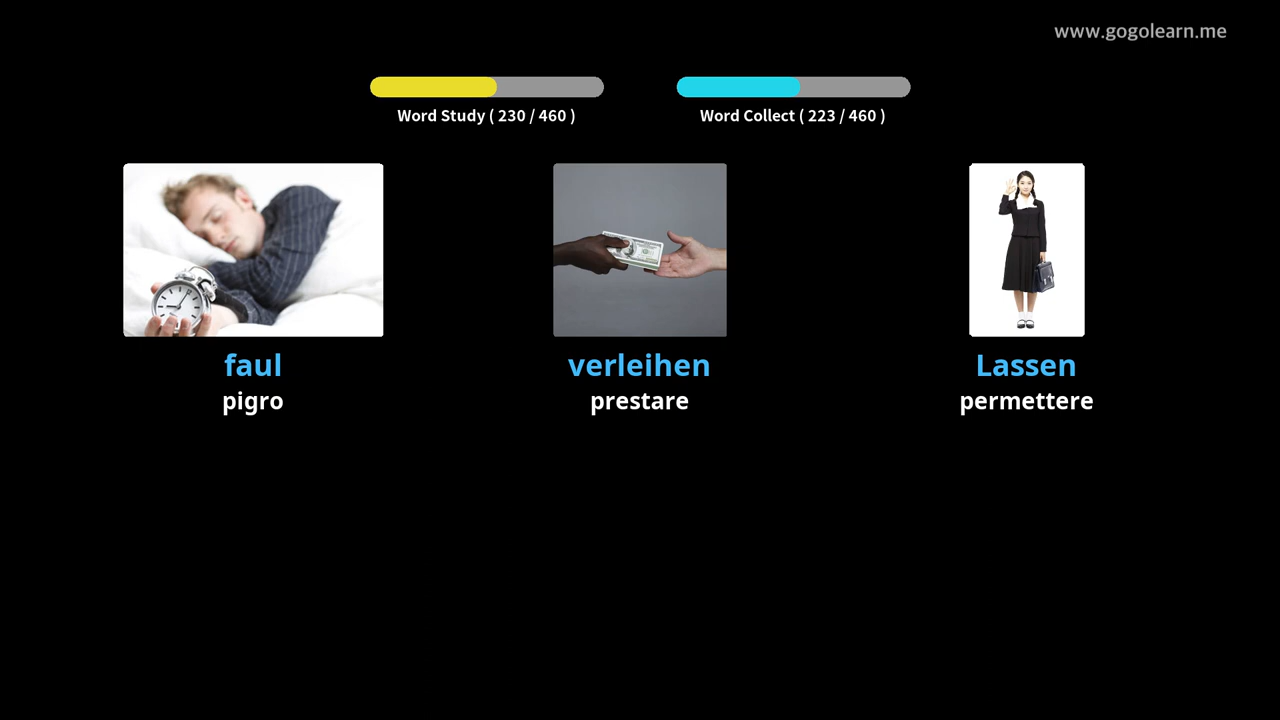 www.gogolearn.me
Word Study ( 230 / 460 )
Word Collect ( 223 / 460 )
faul
pigro
verleihen
prestare
Lassen
permettere